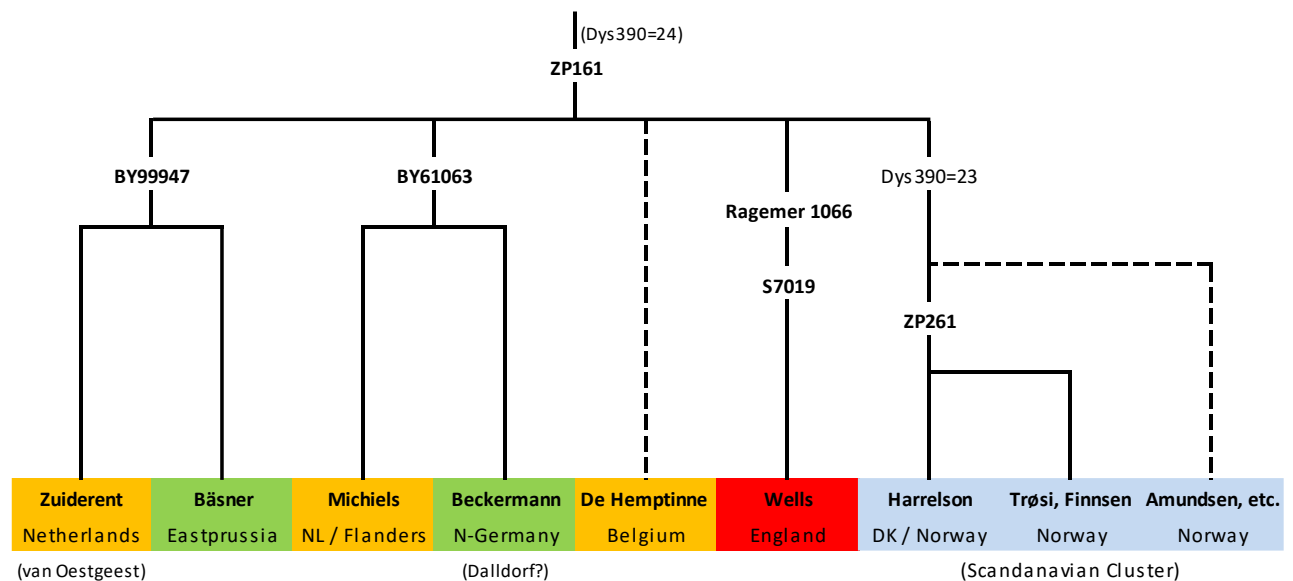 (Dys390=24)
ZP161
BY99947
BY61063
Dys390=23
Ragemer 1066
S7019
ZP261
Zuiderent Bäsner Michiels Beckermann De Hemptinne Wells Harrelson Trøsi, Finnsen Amundsen, etc.
Netherlands Eastprussia NL / Flanders N-Germany Belgium England DK / Norway Norway Norway
(van Oestgeest) (Dalldorf?) (Scandanavian Cluster)